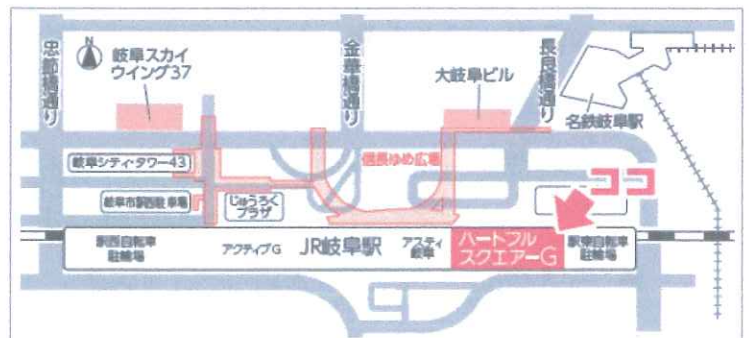 N
忠節橋通り
岐阜スカイ
ウイング37
金華橋通り
大岐阜ビル
長良橋通り
名鉄岐阜駅
岐阜シティ・タワー43
信長ゆめ広場
岐阜市駅西駐車場
じゅうろく
プラザ
駅西自転車
駐輪場
アクティブG
JR岐阜駅
アスティ
岐阜
ハートフル
スクエアーG
駅東自転車
駐輪場